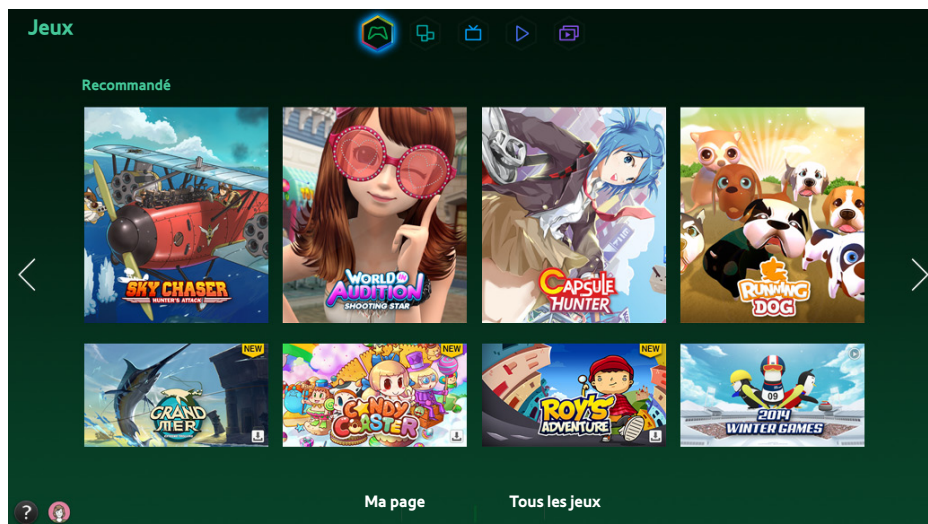 Jeux
Recommandé
SKY CHASER
HUNTER'S ATTACK!
WORLD IN
AUDITION
SHOOTING STAR
CAPSULE
HUNTER
RUNNING
DOG
NEW
GRAND
MER
NEW
CANDY
COASTER
NEW
ROY'S
ADVENTURE
09
2014
WINTER GAMES
Ma page
Tous les jeux
?